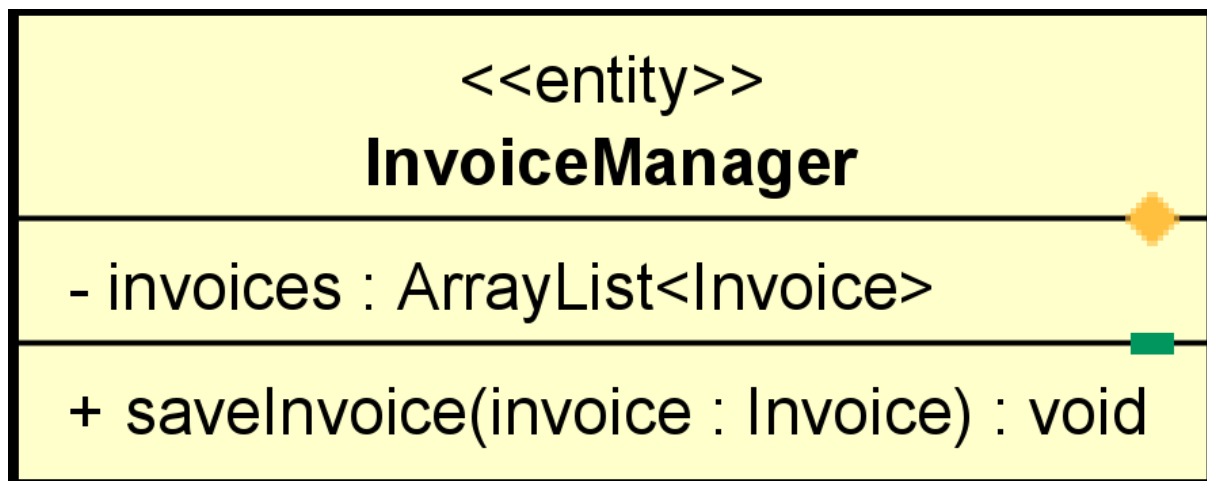 <<entity>>
InvoiceManager
- invoices : ArrayList<Invoice>
+ saveInvoice(invoice : Invoice) : void